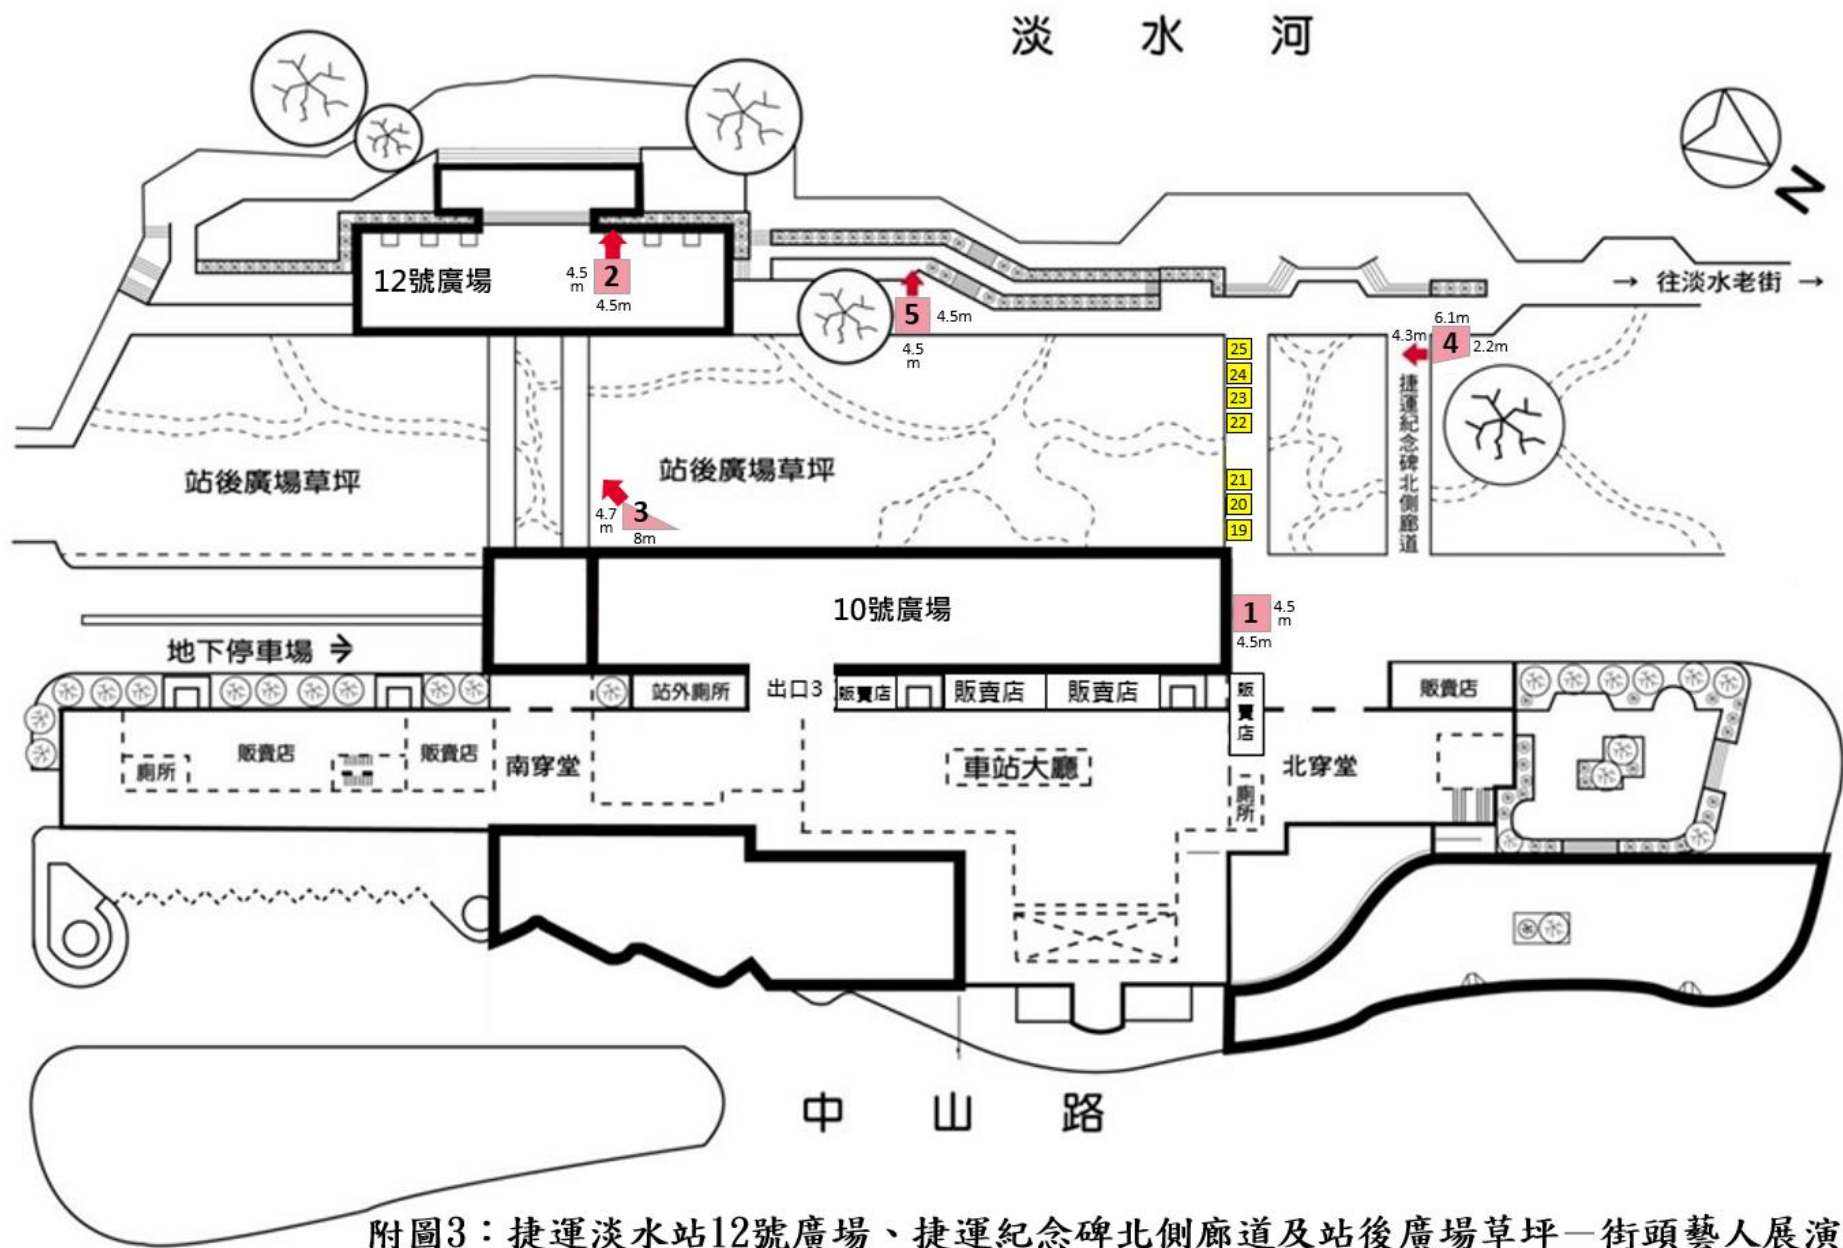 淡水河
N
12號廣場
4.5
m
2
4.5m
5
4.5m
4.5
m
→ 往淡水老街 →
6.1m
4.3m
4
2.2m
25
24
23
22
21
20
19
捷運紀念碑北側廊道
站後廣場草坪
站後廣場草坪
4.7
m
3
8m
10號廣場
1
4.5
m
4.5m
地下停車場
站外廁所
出口3
販賣店
販賣店
販賣店
販賣店
販賣店
廁所
販賣店
販賣店
南穿堂
車站大廳
北穿堂
廁所
中山路
附圖3：捷運淡水站12號廣場、捷運紀念碑北側廊道及站後廣場草坪—街頭藝人展演